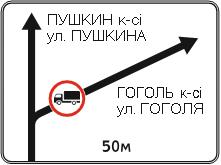 ПУШКИН к-сі
ул. ПУШКИНА
ГОГОЛЬ к-сі
ул. ГОГОЛЯ
50м